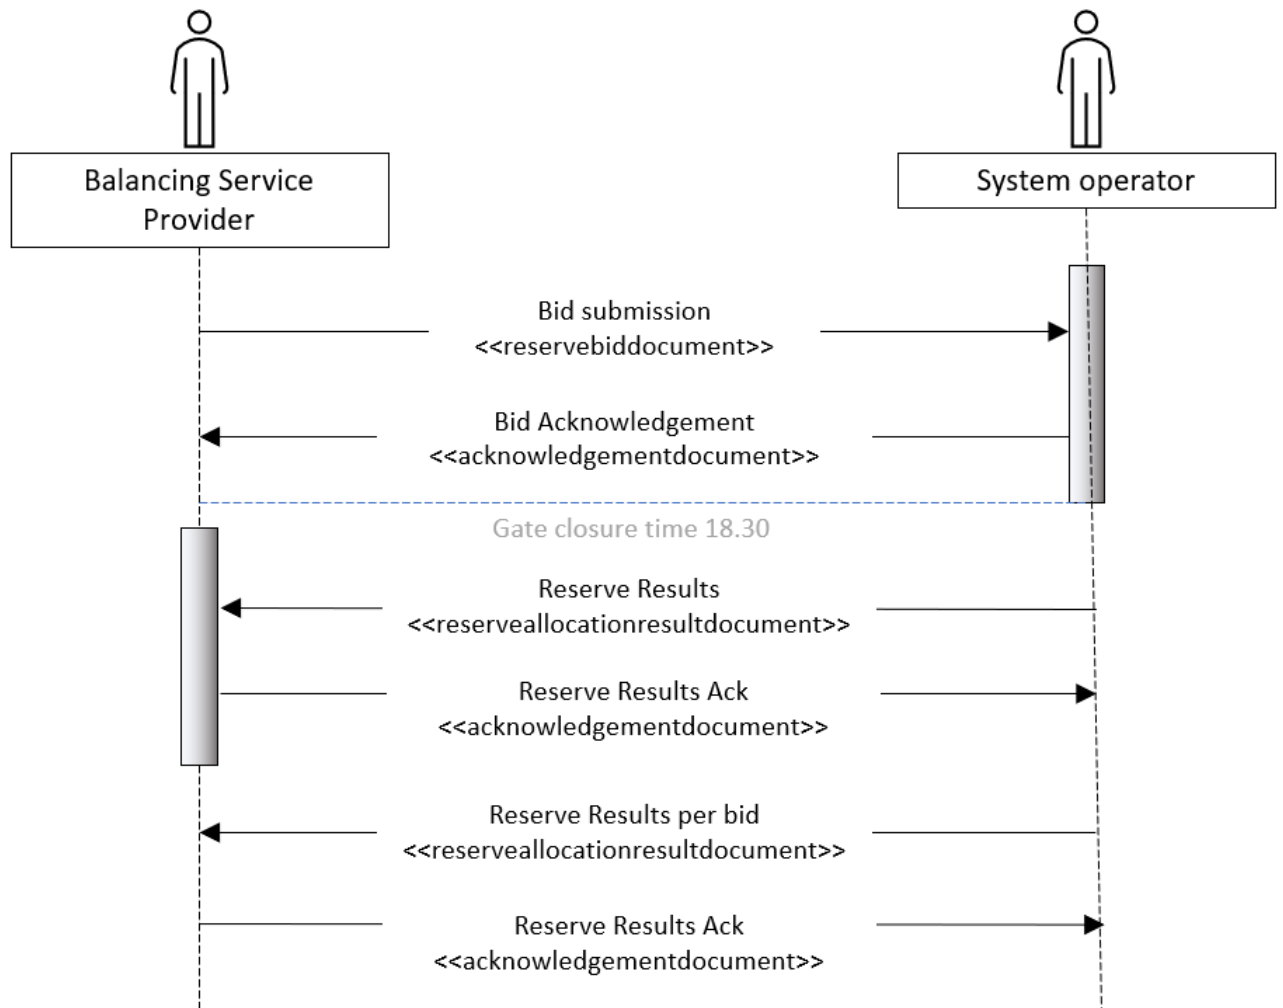 Balancing Service
Provider
System operator
Bid submission
<<reservebiddocument>>
Bid Acknowledgement
<<acknowledgementdocument>>
Gate closure time 18.30
Reserve Results
<<reserveallocationresultdocument>>
Reserve Results Ack
<<acknowledgementdocument>>
Reserve Results per bid
<<reserveallocationresultdocument>>
Reserve Results Ack
<<acknowledgementdocument>>